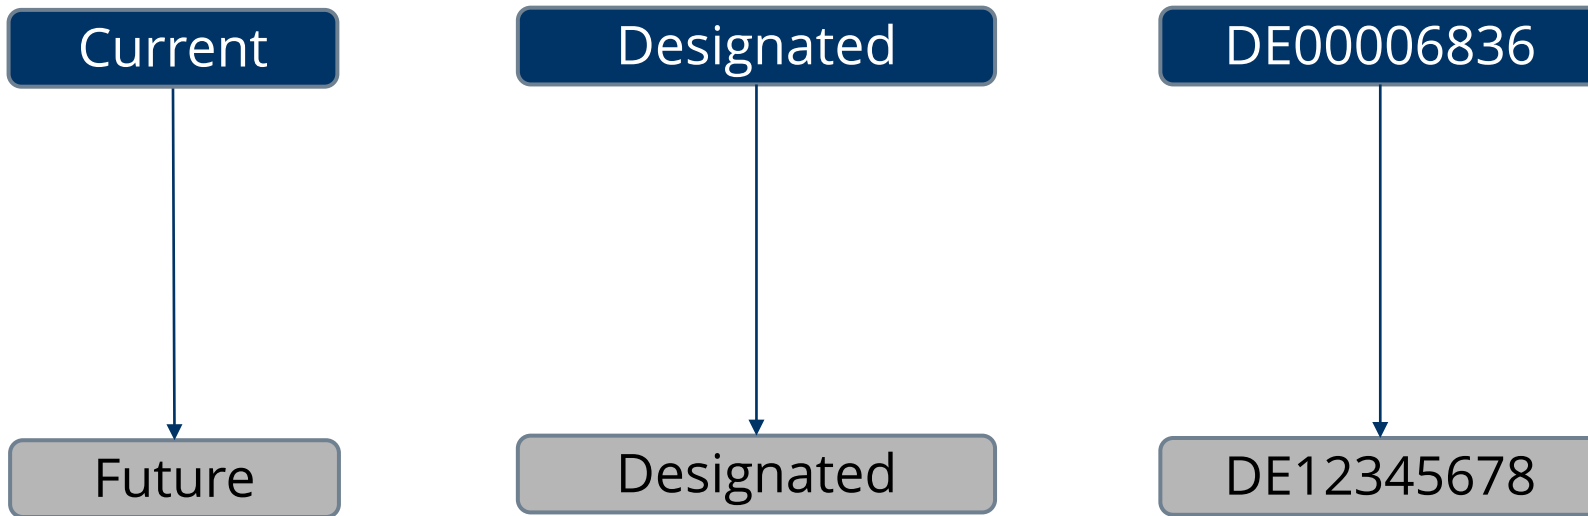 Current
Designated
DE00006836
Future
Designated
DE12345678